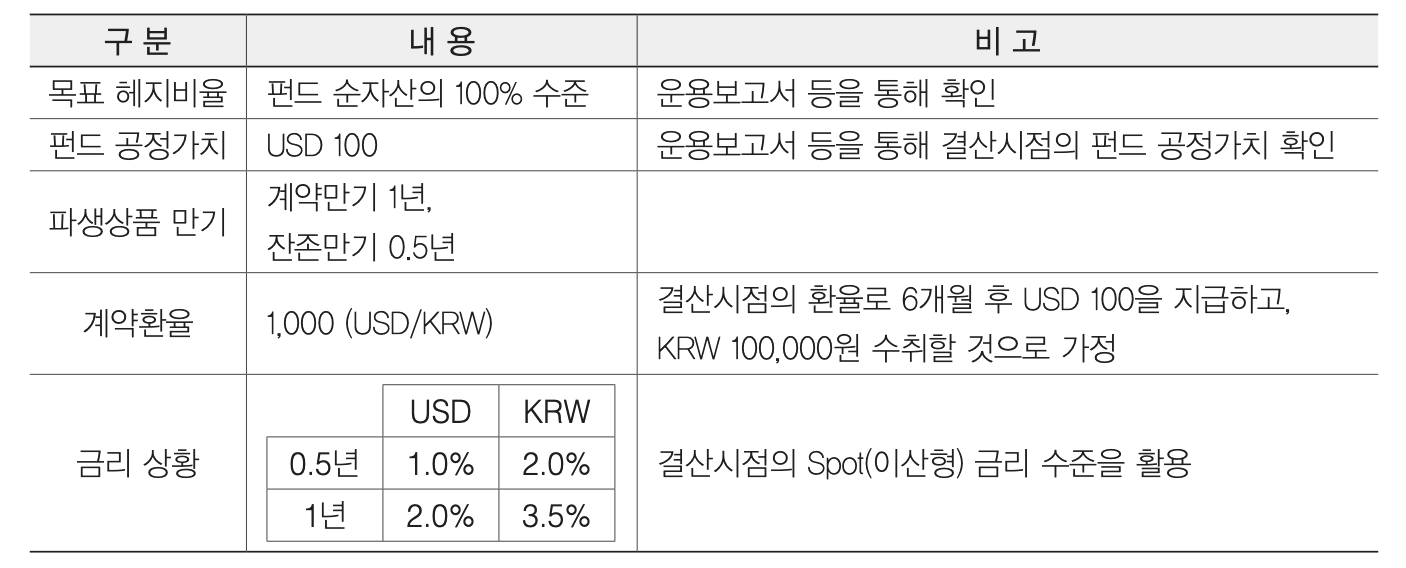 구 분 내 용 비 고
목표 헤지비율 펀드 순자산의 100% 수준 운용보고서 등을 통해 확인
펀드 공정가치 USD 100 운용보고서 등을 통해 결산시점의 펀드 공정가치 확인
파생상품 만기 계약만기 1년,
잔존만기 0.5년
계약환율 1,000 (USD/KRW) 결산시점의 환율로 6개월 후 USD 100을 지급하고,
KRW 100,000원 수취할 것으로 가정
금리 상황 USD KRW
0.5년 1.0% 2.0% 결산시점의 Spot(이산형) 금리 수준을 활용
1년 2.0% 3.5%